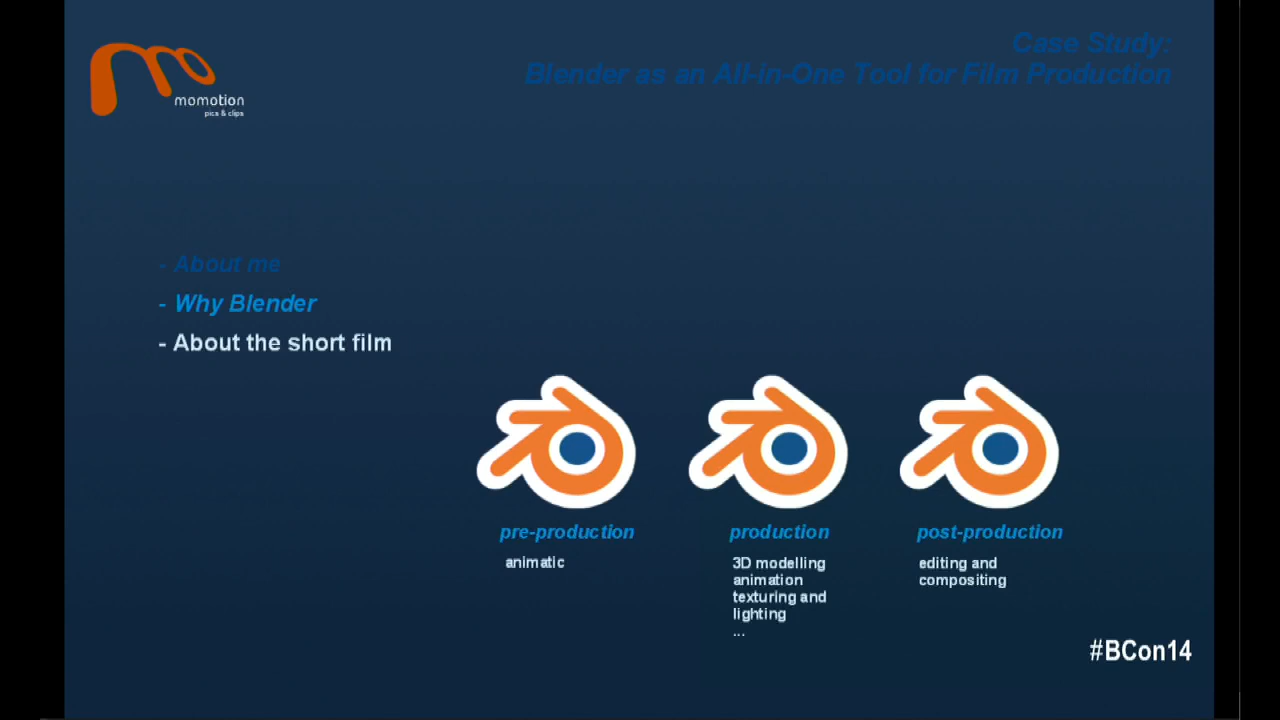 Case Study:
Blender as an All-in-One Tool for Film Production
momotion
pics & clips
- About me
- Why Blender
- About the short film
pre-production
animatic
production
3D modelling
animation
texturing and
lighting
...
post-production
editing and
compositing
#BCon14